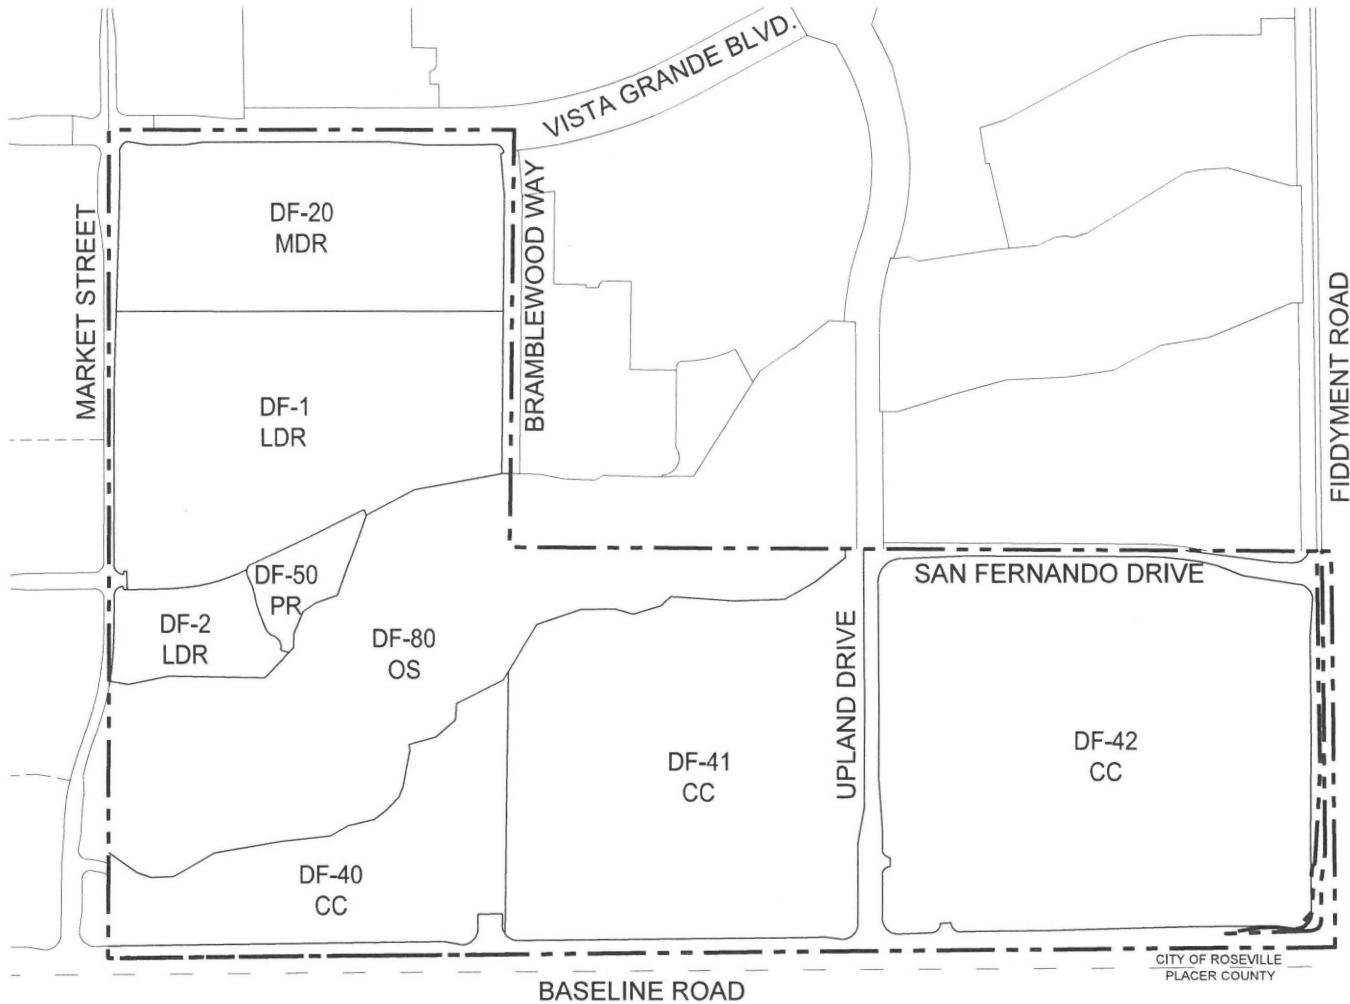 VISTA GRANDE BLVD.
MARKET STREET
DF-20
MDR
BRAMBLEWOOD WAY
FIDDYMENT ROAD
DF-1
LDR
DF-50
PR
SAN FERNANDO DRIVE
DF-2
LDR
DF-80
OS
UPLAND DRIVE
DF-41
CC
DF-42
CC
DF-40
CC
CITY OF ROSEVILLE
PLACER COUNTY
BASELINE ROAD